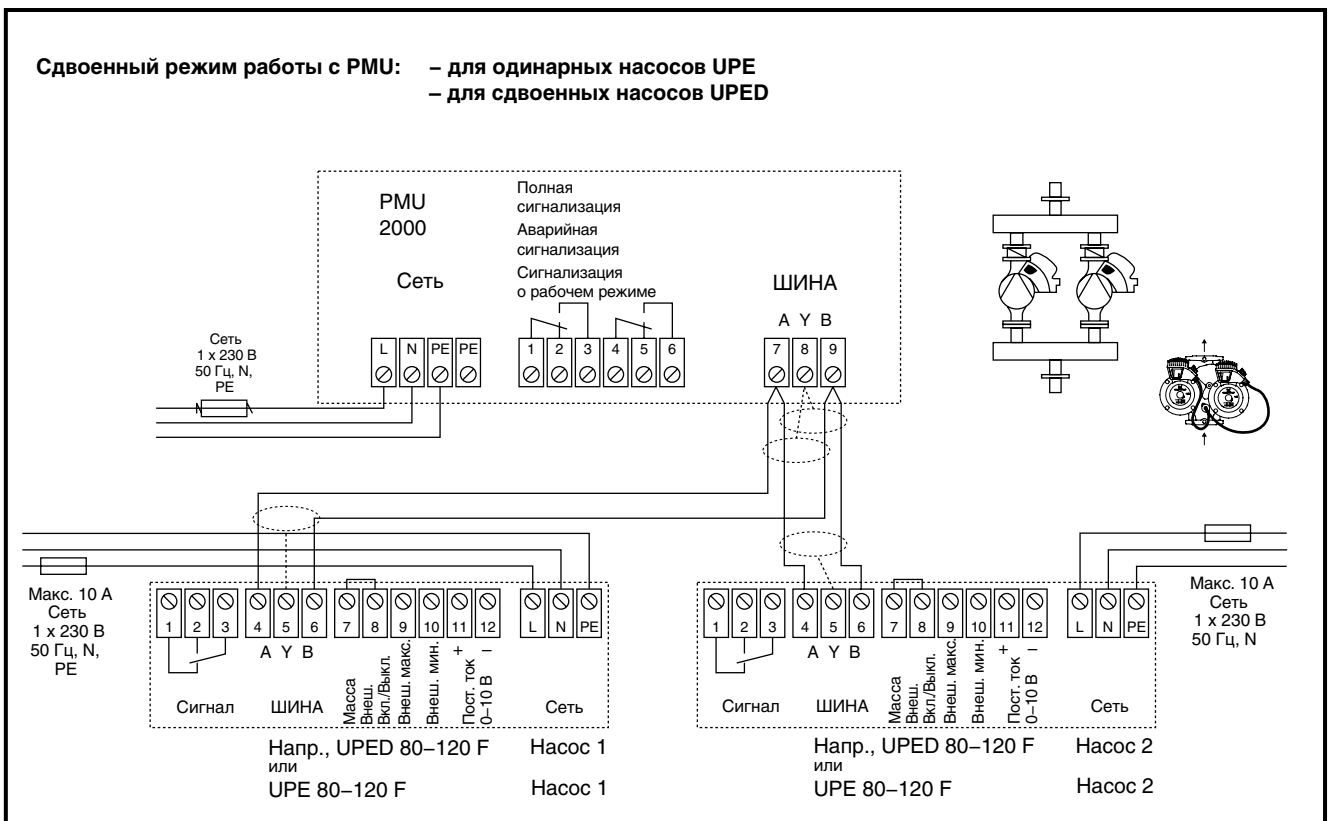 Сдвоенный режим работы с PMU: – для одинарных насосов UPE
– для сдвоенных насосов UPED
PMU
2000
Полная
сигнализация
Аварийная
сигнализация
Сигнализация
о рабочем режиме
Сеть
ШИНА
A Y B
L N PE PE
1 2 3 4 5 6
7 8 9
Сеть
1 x 230 В
50 Гц, N,
PE
Макс. 10 А
Сеть
1 x 230 В
50 Гц, N,
PE
1 2 3 4 5 6 7 8 9 10 11 12 L N PE
A Y B
+ –
Сигнал
ШИНА
Масса
Внеш.
Вкл./Выкл.
Внеш. макс.
Внеш. мин.
Пост. ток
0–10 В
Сеть
Напр., UPED 80–120 F Насос 1
или
UPE 80–120 F Насос 1
1 2 3 4 5 6 7 8 9 10 11 12 L N PE
A Y B
+ –
Сигнал
ШИНА
Масса
Внеш.
Вкл./Выкл.
Внеш. макс.
Внеш. мин.
Пост. ток
0–10 В
Сеть
Напр., UPED 80–120 F Насос 2
или
UPE 80–120 F Насос 2
Макс. 10 А
Сеть
1 x 230 В
50 Гц, N